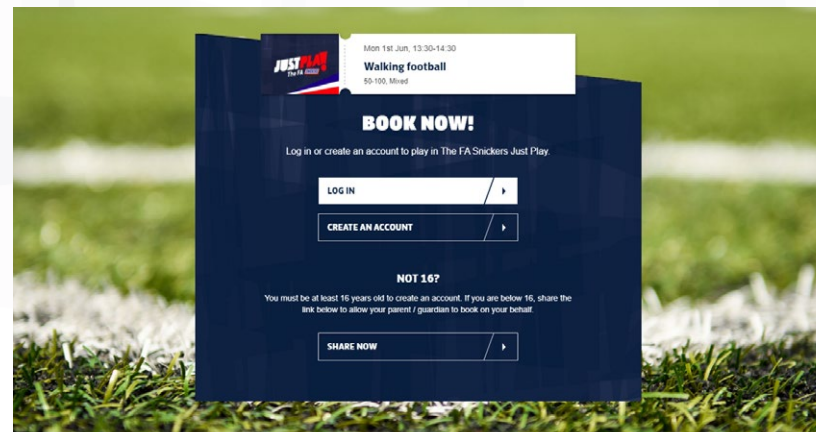 JUSTPLAY!
The FA
Mon 1st Jun, 13:30-14:30
Walking football
50-100, Mixed
BOOK NOW!
Log in or create an account to play in The FA Snickers Just Play.
LOG IN
CREATE AN ACCOUNT
NOT 16?
You must be at least 16 years old to create an account. If you are below 16, share the
link below to allow your parent / guardian to book on your behalf.
SHARE NOW